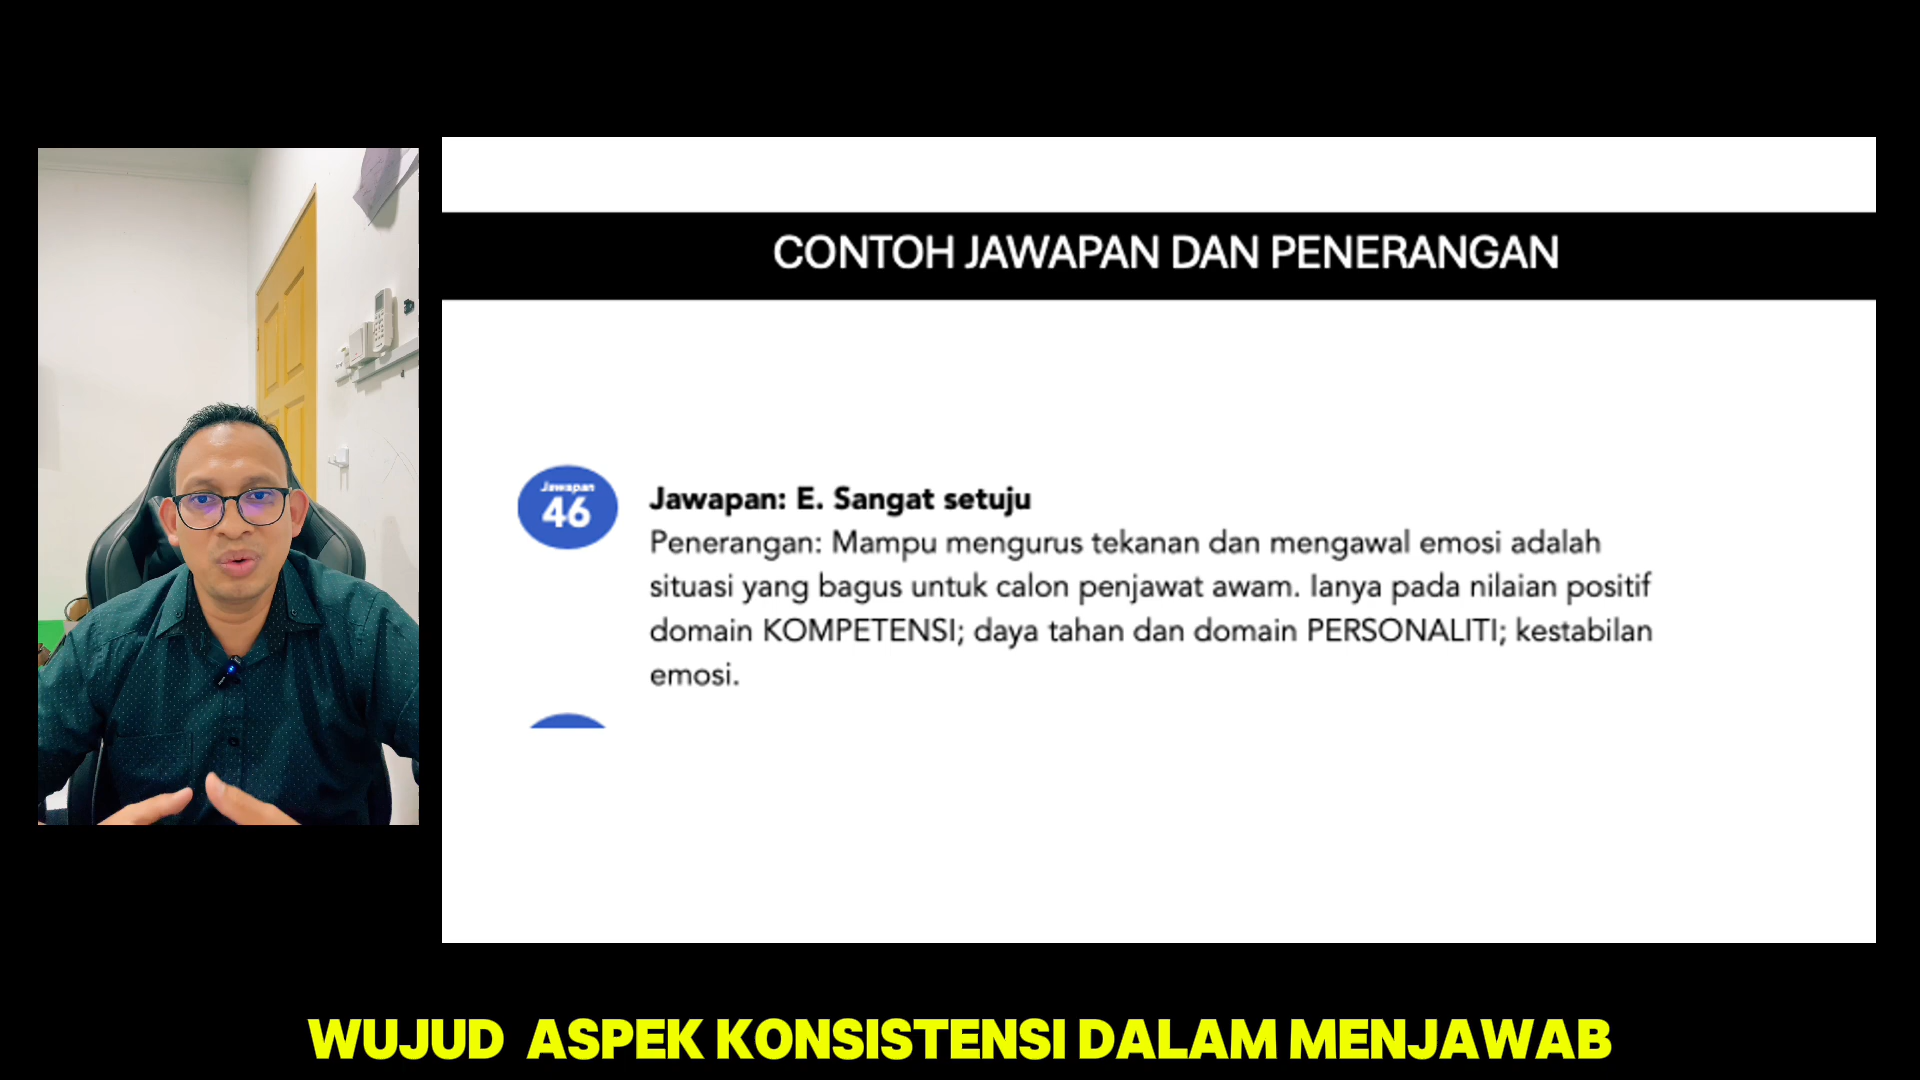 CONTOH JAWAPAN DAN PENERANGAN
Jawapan
46
Jawapan: E. Sangat setuju
Penerangan: Mampu mengurus tekanan dan mengawal emosi adalah
situasi yang bagus untuk calon penjawat awam. Ianya pada nilaian positif
domain KOMPETENSI; daya tahan dan domain PERSONALITI; kestabilan
emosi.
WUJUD ASPEK KONSISTENSI DALAM MENJAWAB